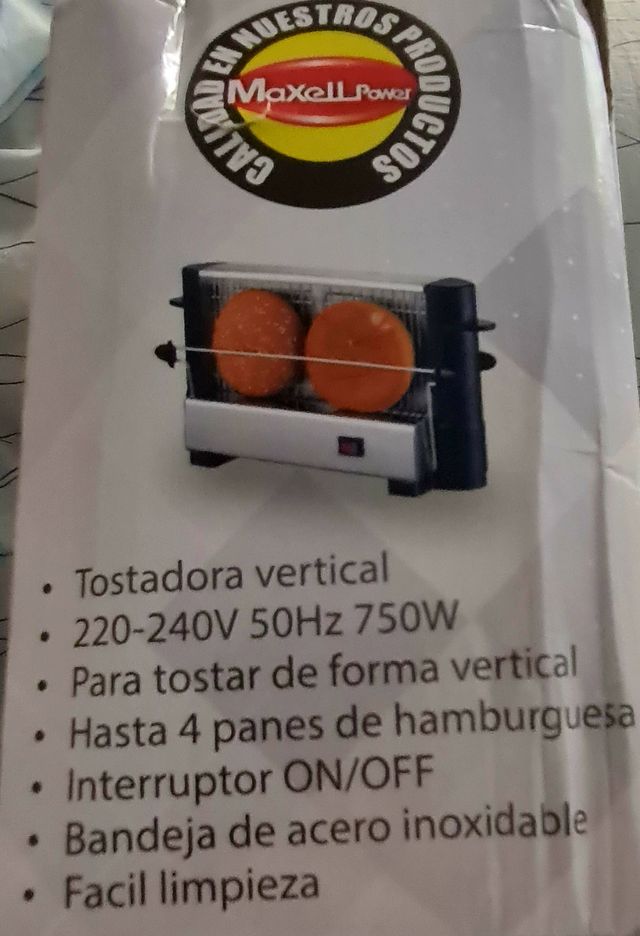 CALIDAD EN NUESTROS PRODUCTOS
MaxellPower
• Tostadora vertical
• 220-240V 50Hz 750W
• Para tostar de forma vertical
• Hasta 4 panes de hamburguesa
• Interruptor ON/OFF
• Bandeja de acero inoxidable
• Facil limpieza